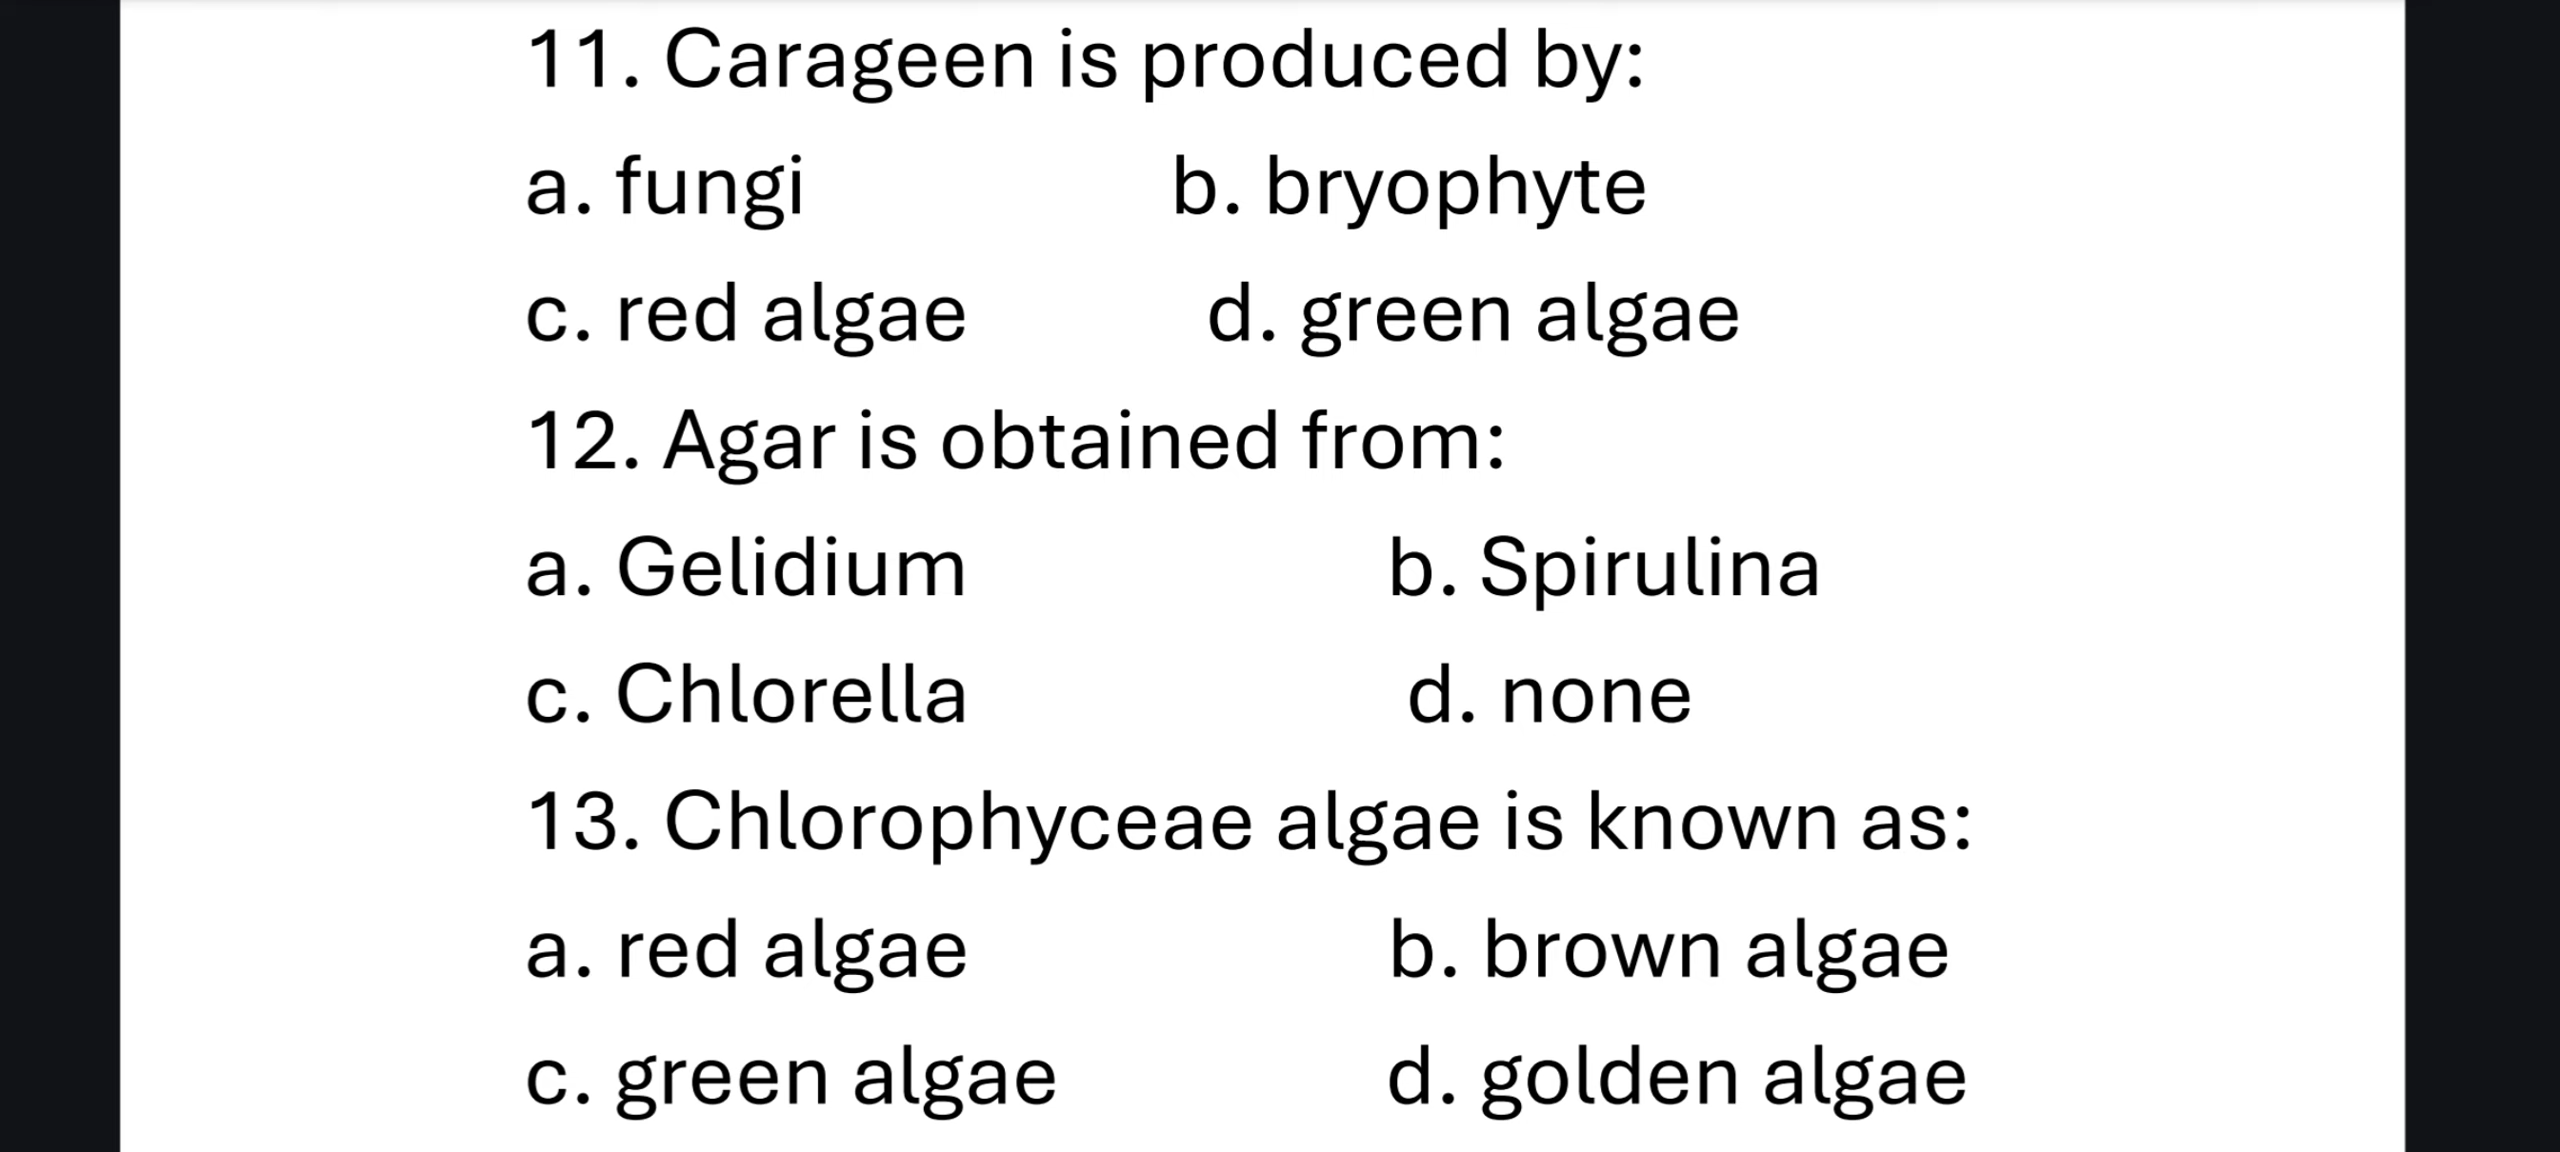 11. Carageen is produced by:
a. fungi b. bryophyte
c. red algae d. green algae
12. Agar is obtained from:
a. Gelidium b. Spirulina
c. Chlorella d. none
13. Chlorophyceae algae is known as:
a. red algae b. brown algae
c. green algae d. golden algae